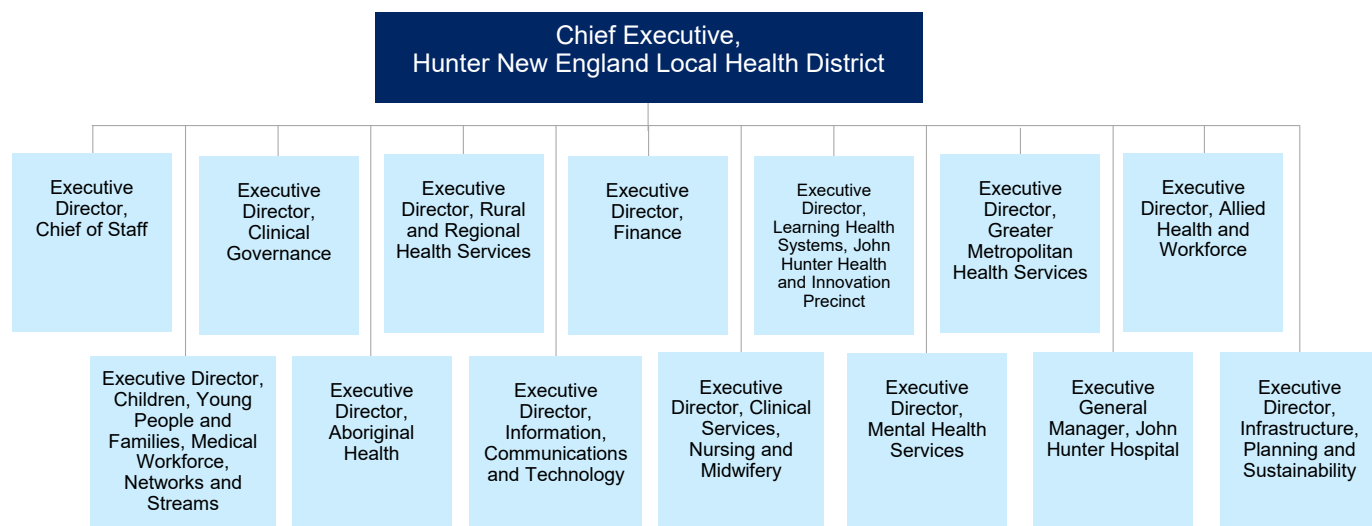 Chief Executive,
Hunter New England Local Health District
Executive
Director,
Chief of Staff
Executive
Director,
Clinical
Governance
Executive
Director, Rural
and Regional
Health Services
Executive
Director,
Finance
Executive
Director,
Learning Health
Systems, John
Hunter Health
and Innovation
Precinct
Executive
Director,
Greater
Metropolitan
Health Services
Executive
Director, Allied
Health and
Workforce
Executive Director,
Children, Young
People and
Families, Medical
Workforce,
Networks and
Streams
Executive
Director,
Aboriginal
Health
Executive
Director,
Information,
Communications
and Technology
Executive
Director, Clinical
Services,
Nursing and
Midwifery
Executive
Director,
Mental Health
Services
Executive
General
Manager, John
Hunter Hospital
Executive
Director,
Infrastructure,
Planning and
Sustainability